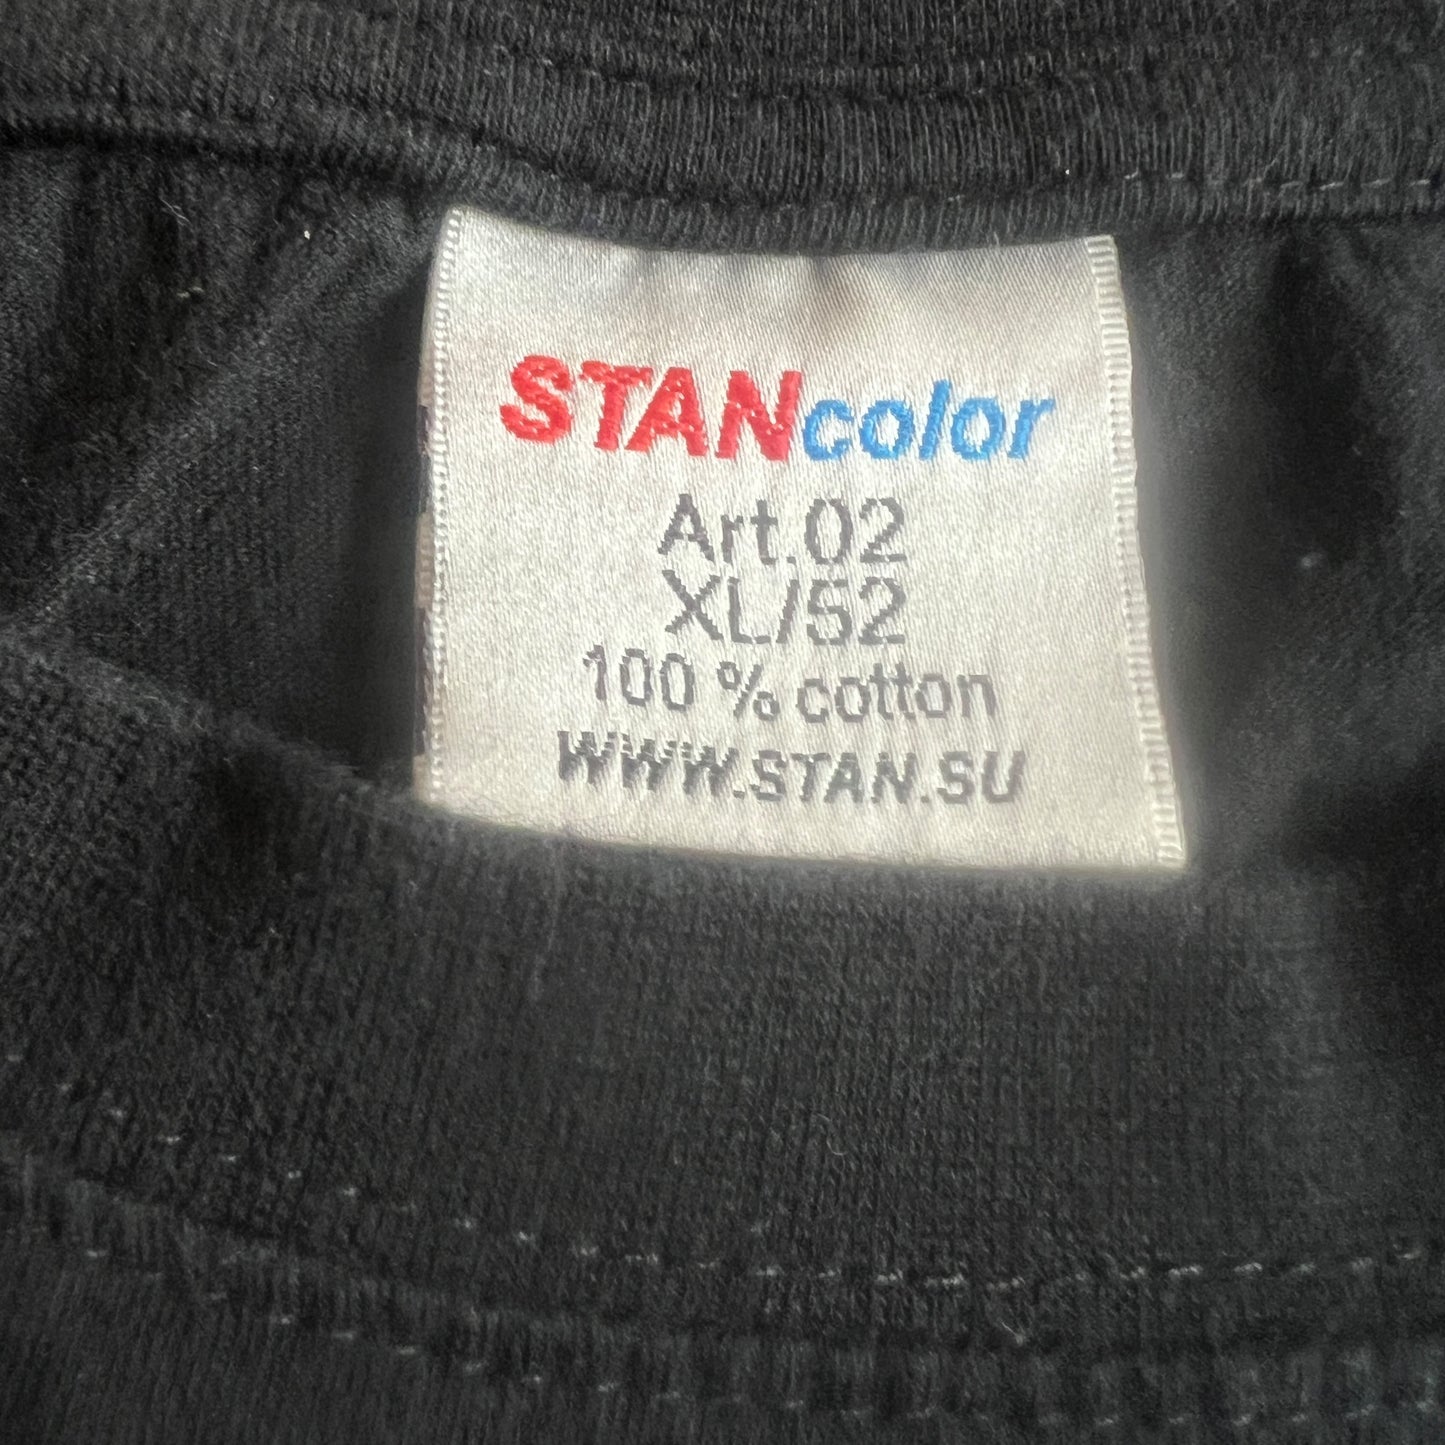 STANcolor
Art.02
XL/52
100 % cotton
WWW.STAN.SU